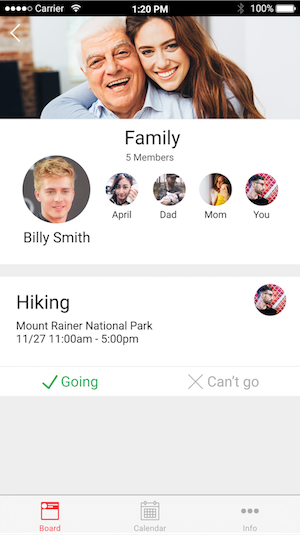 Carrier 1:20 PM 100%
Family
5 Members
April Dad Mom You
Billy Smith
Hiking
Mount Rainer National Park
11/27 11:00am - 5:00pm
Going Can't go
Board Calendar Info